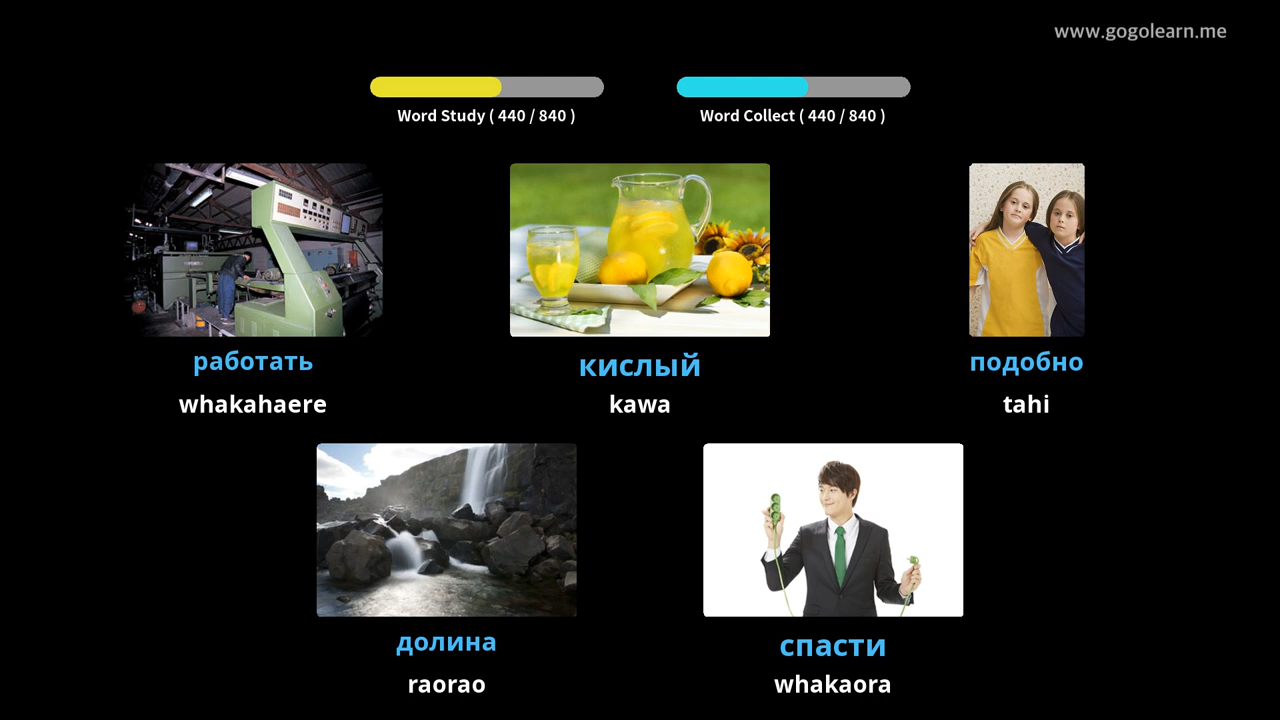 www.gogolearn.me
Word Study ( 440 / 840 )
Word Collect ( 440 / 840 )
работать
whakahaere
кислый
kawa
подобно
tahi
долина
raorao
спасти
whakaora